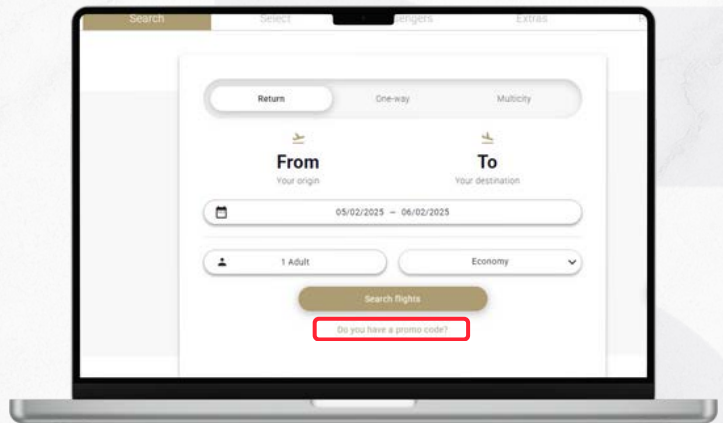 Search Select Extras
Return One-way Multicity
From To
Your origin Your destination
05/02/2025 – 06/02/2025
1 Adult Economy
Search flights
Do you have a promo code?